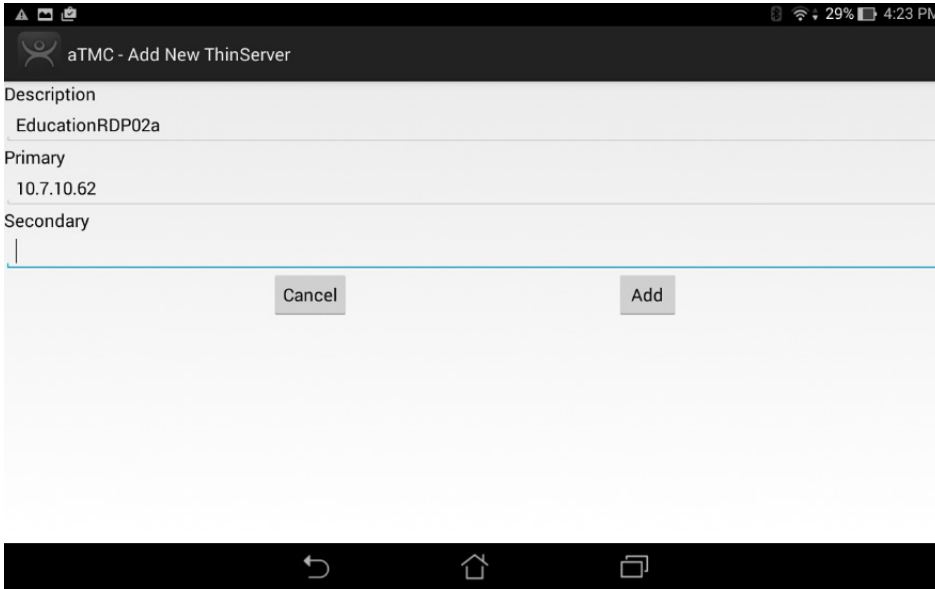 29% 4:23 PM
aTMC - Add New ThinServer
Description
EducationRDP02a
Primary
10.7.10.62
Secondary
Cancel Add